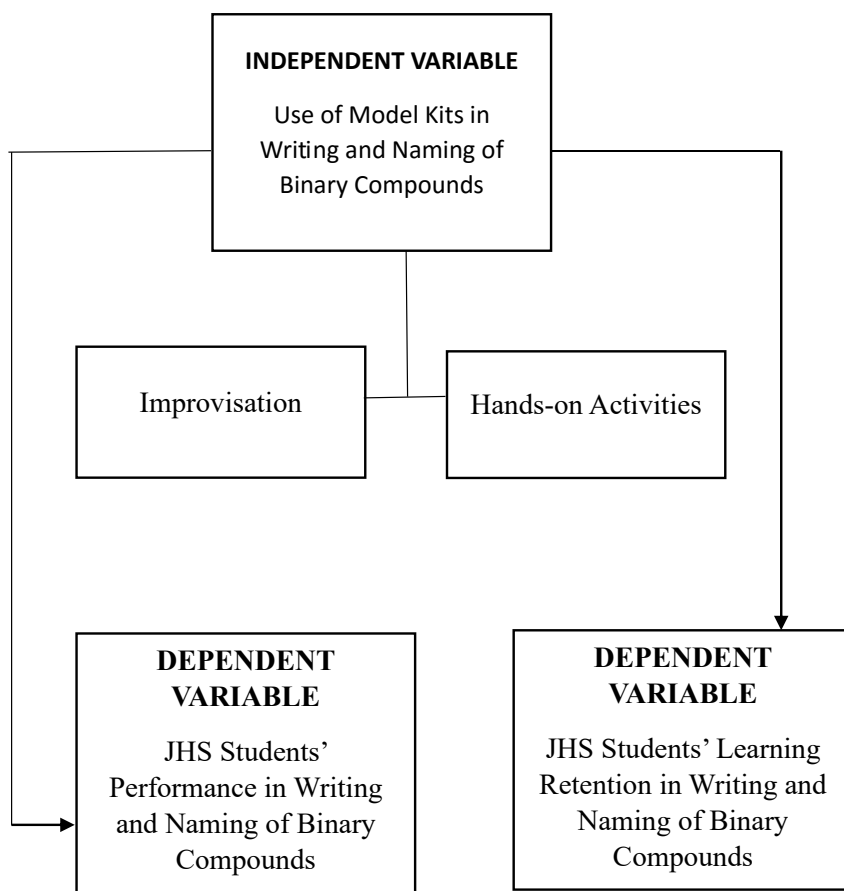 INDEPENDENT VARIABLE
Use of Model Kits in
Writing and Naming of
Binary Compounds
Improvisation
Hands-on Activities
DEPENDENT
VARIABLE
JHS Students’
Performance in Writing
and Naming of Binary
Compounds
DEPENDENT
VARIABLE
JHS Students’ Learning
Retention in Writing and
Naming of Binary
Compounds